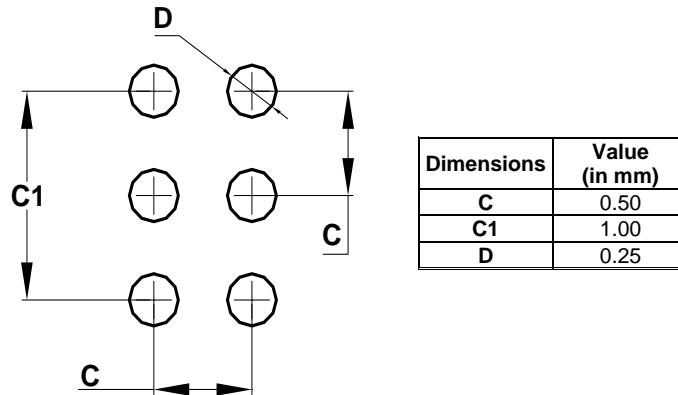 D
C1
C
C
Dimensions Value (in mm)
C 0.50
C1 1.00
D 0.25